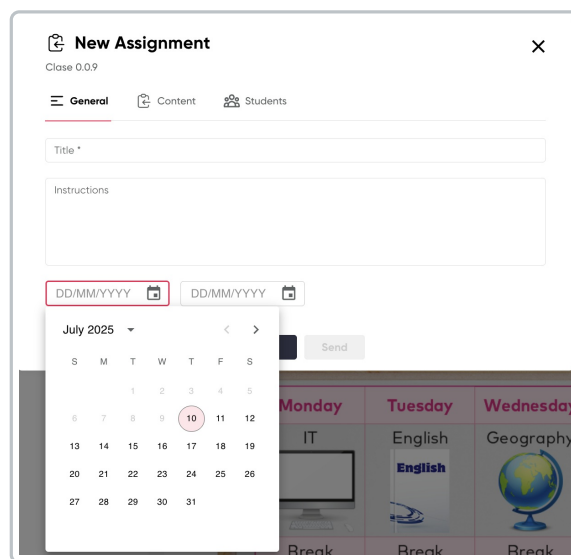 New Assignment
Clase 0.0.9
General Content Students
Title *
Instructions
DD/MM/YYYY DD/MM/YYYY
July 2025
Send
S M T W T F S
1 2 3 4 5
6 7 8 9 10 11 12
13 14 15 16 17 18 19
20 21 22 23 24 25 26
27 28 29 30 31
Monday Tuesday Wednesda
IT English Geography
English
Break Break Break